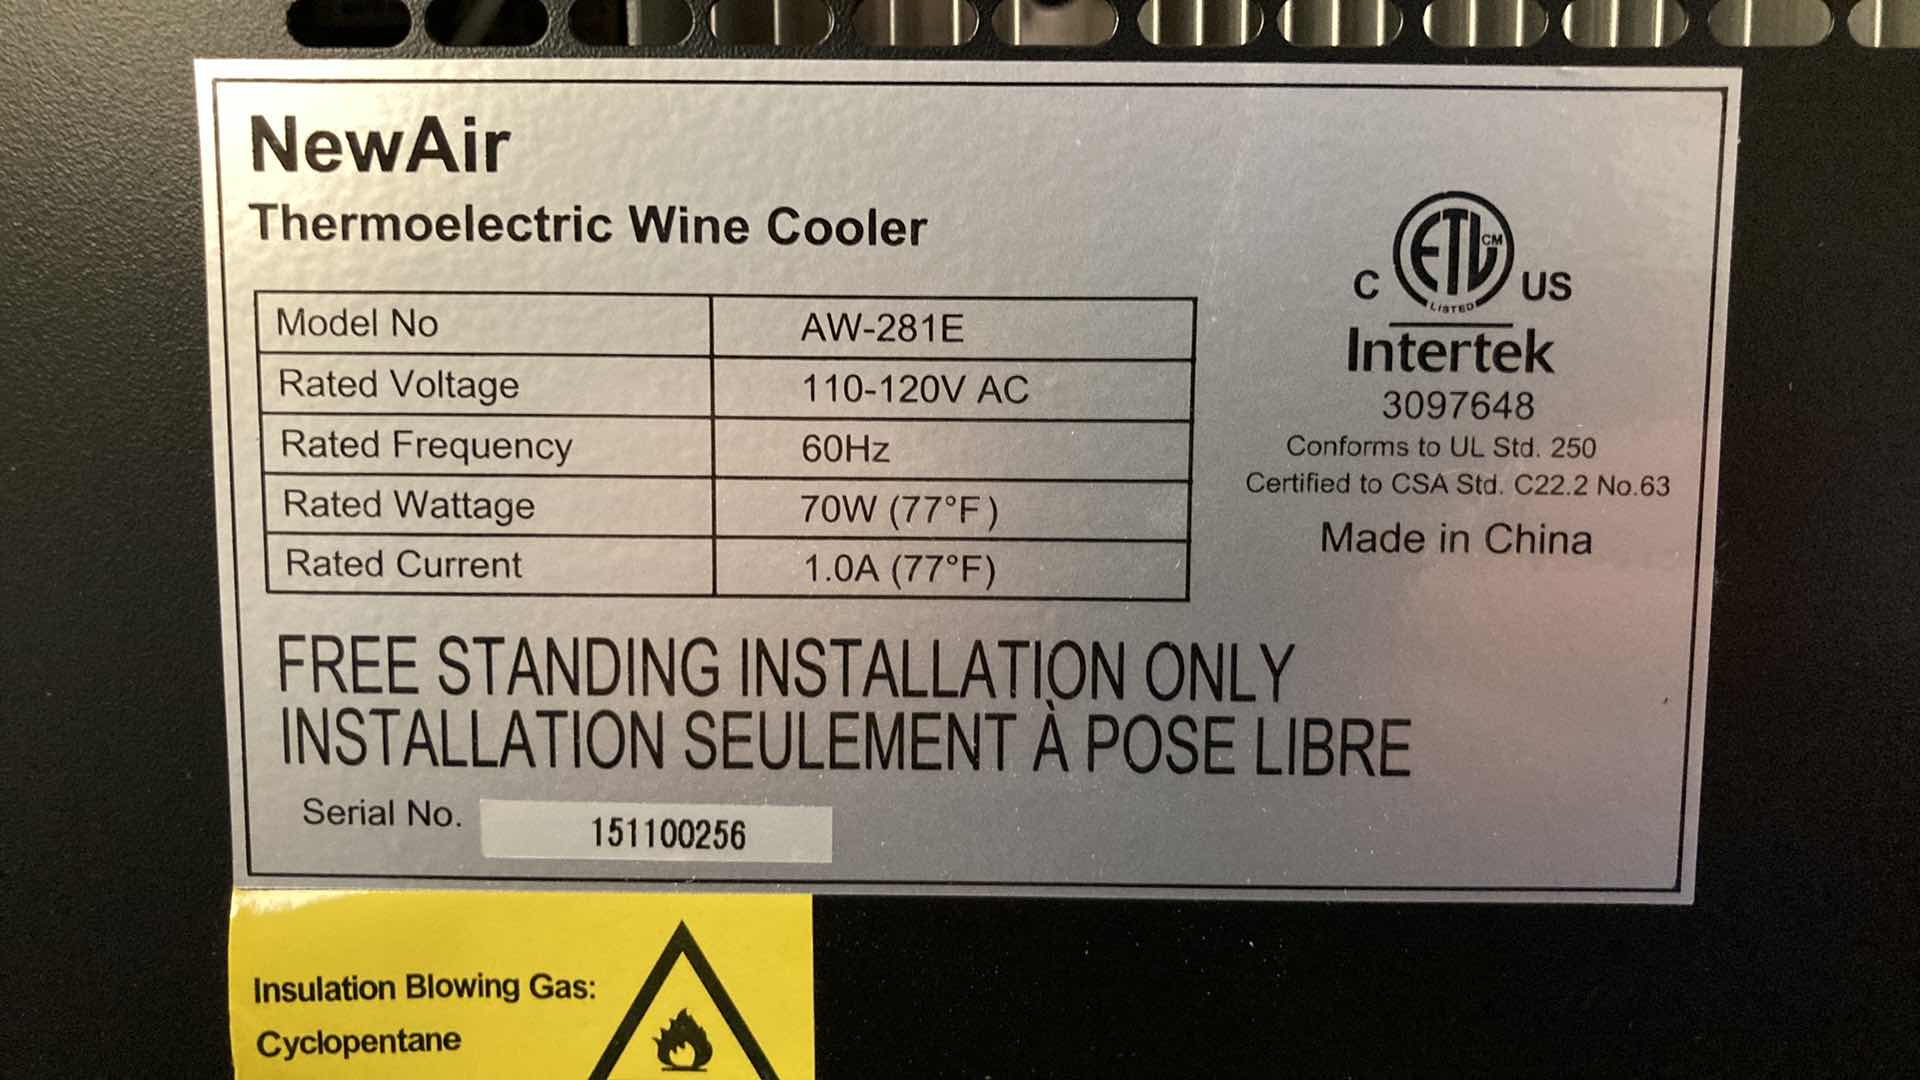 NewAir
Thermoelectric Wine Cooler
Model No AW-281E
Rated Voltage 110-120V AC
Rated Frequency 60Hz
Rated Wattage 70W (77°F)
Rated Current 1.0A (77°F)
C ETL CM US
LISTED
Intertek
3097648
Conforms to UL Std. 250
Certified to CSA Std. C22.2 No.63
Made in China
FREE STANDING INSTALLATION ONLY
INSTALLATION SEULEMENT À POSE LIBRE
Serial No. 151100256
Insulation Blowing Gas:
Cyclopentane